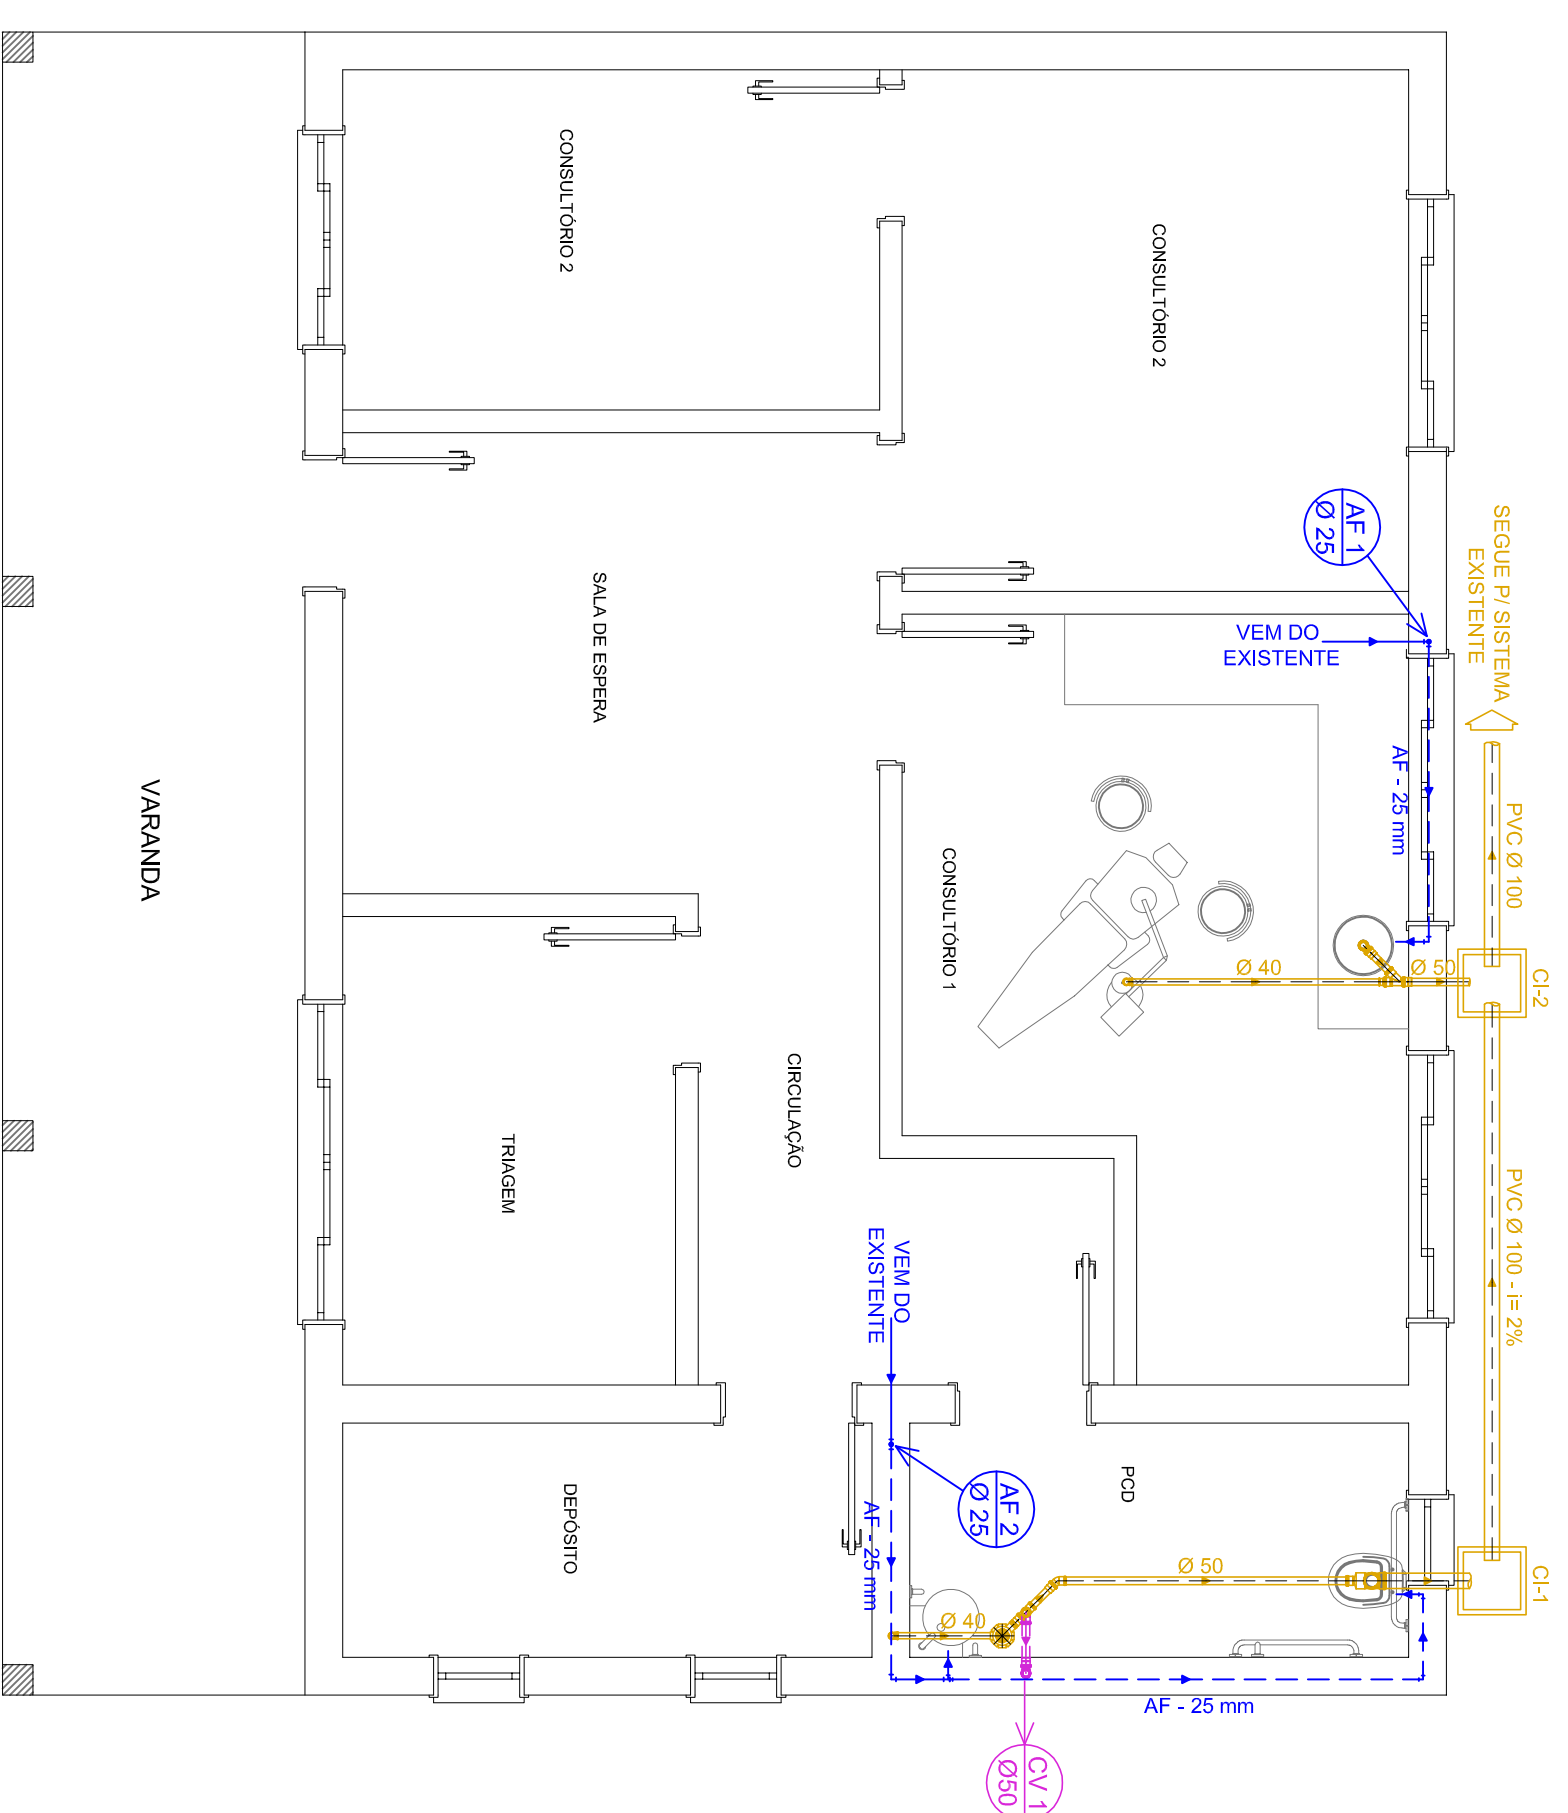 CONSULTÓRIO 2
CONSULTÓRIO 2
AF 1
Ø 25
SEGUE P/ SISTEMA
EXISTENTE
VEM DO
EXISTENTE
SALA DE ESPERA
AF - 25 mm
PVC Ø 100
VARANDA
CONSULTÓRIO 1
Ø 40
Ø 50
CI-2
CIRCULAÇÃO
TRIAGEM
PVC Ø 100 - i= 2%
VEM DO
EXISTENTE
PCD
AF 2
Ø 25
DEPÓSITO
AF - 25 mm
Ø 50
CI-1
Ø 40
AF - 25 mm
CV 1
Ø50